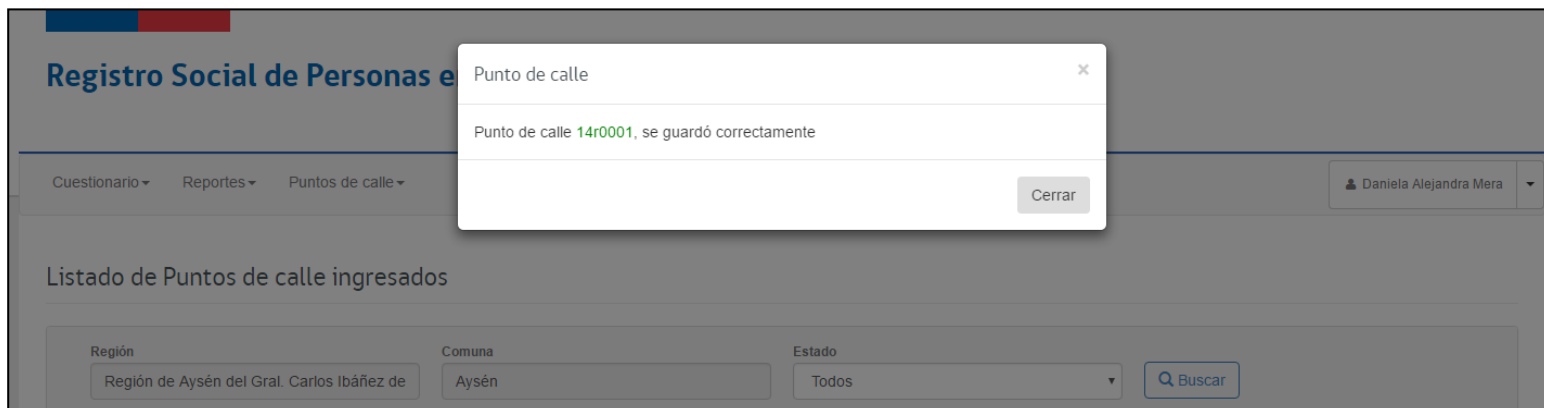 Registro Social de Personas e
Punto de calle ×
Punto de calle 14r0001, se guardó correctamente
Cerrar
Cuestionario Reportes Puntos de calle Daniela Alejandra Mera
Listado de Puntos de calle ingresados
Región Comuna Estado
Región de Aysén del Gral. Carlos Ibáñez de Aysén Todos Buscar